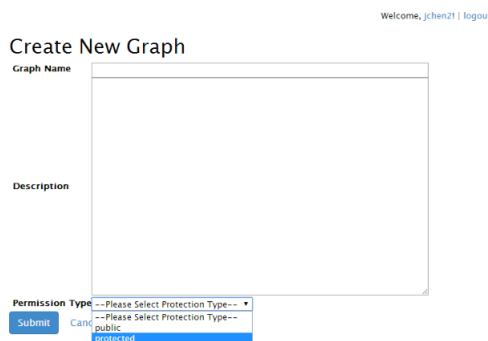 Welcome, jchen2! | logou
Create New Graph
Graph Name
Description
Permission Type
--Please Select Protection Type--
--Please Select Protection Type--
public
protected
Submit
Canc